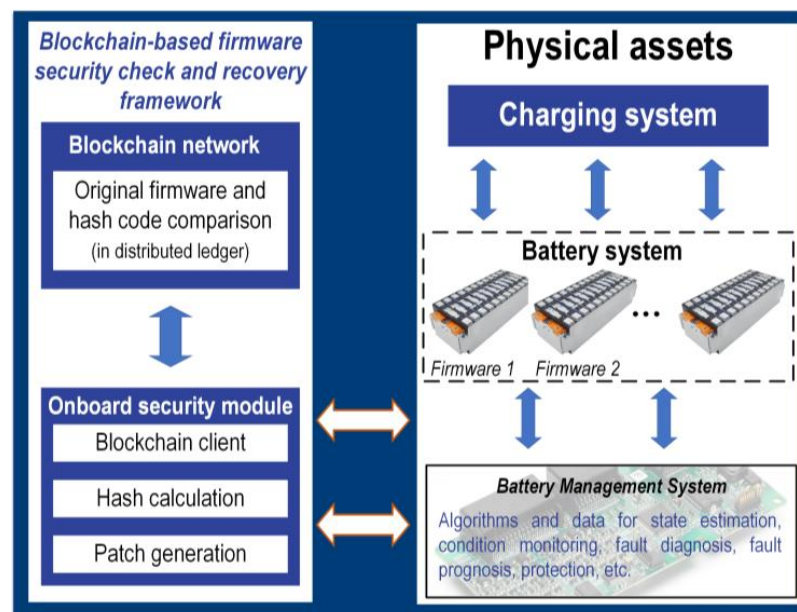 Blockchain-based firmware
security check and recovery
framework
Blockchain network
Original firmware and
hash code comparison
(in distributed ledger)
Onboard security module
Blockchain client
Hash calculation
Patch generation
Physical assets
Charging system
Battery system
...
Firmware 1 Firmware 2
Battery Management System
Algorithms and data for state estimation,
condition monitoring, fault diagnosis, fault
prognosis, protection, etc.